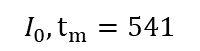 I₀, tₘ = 541